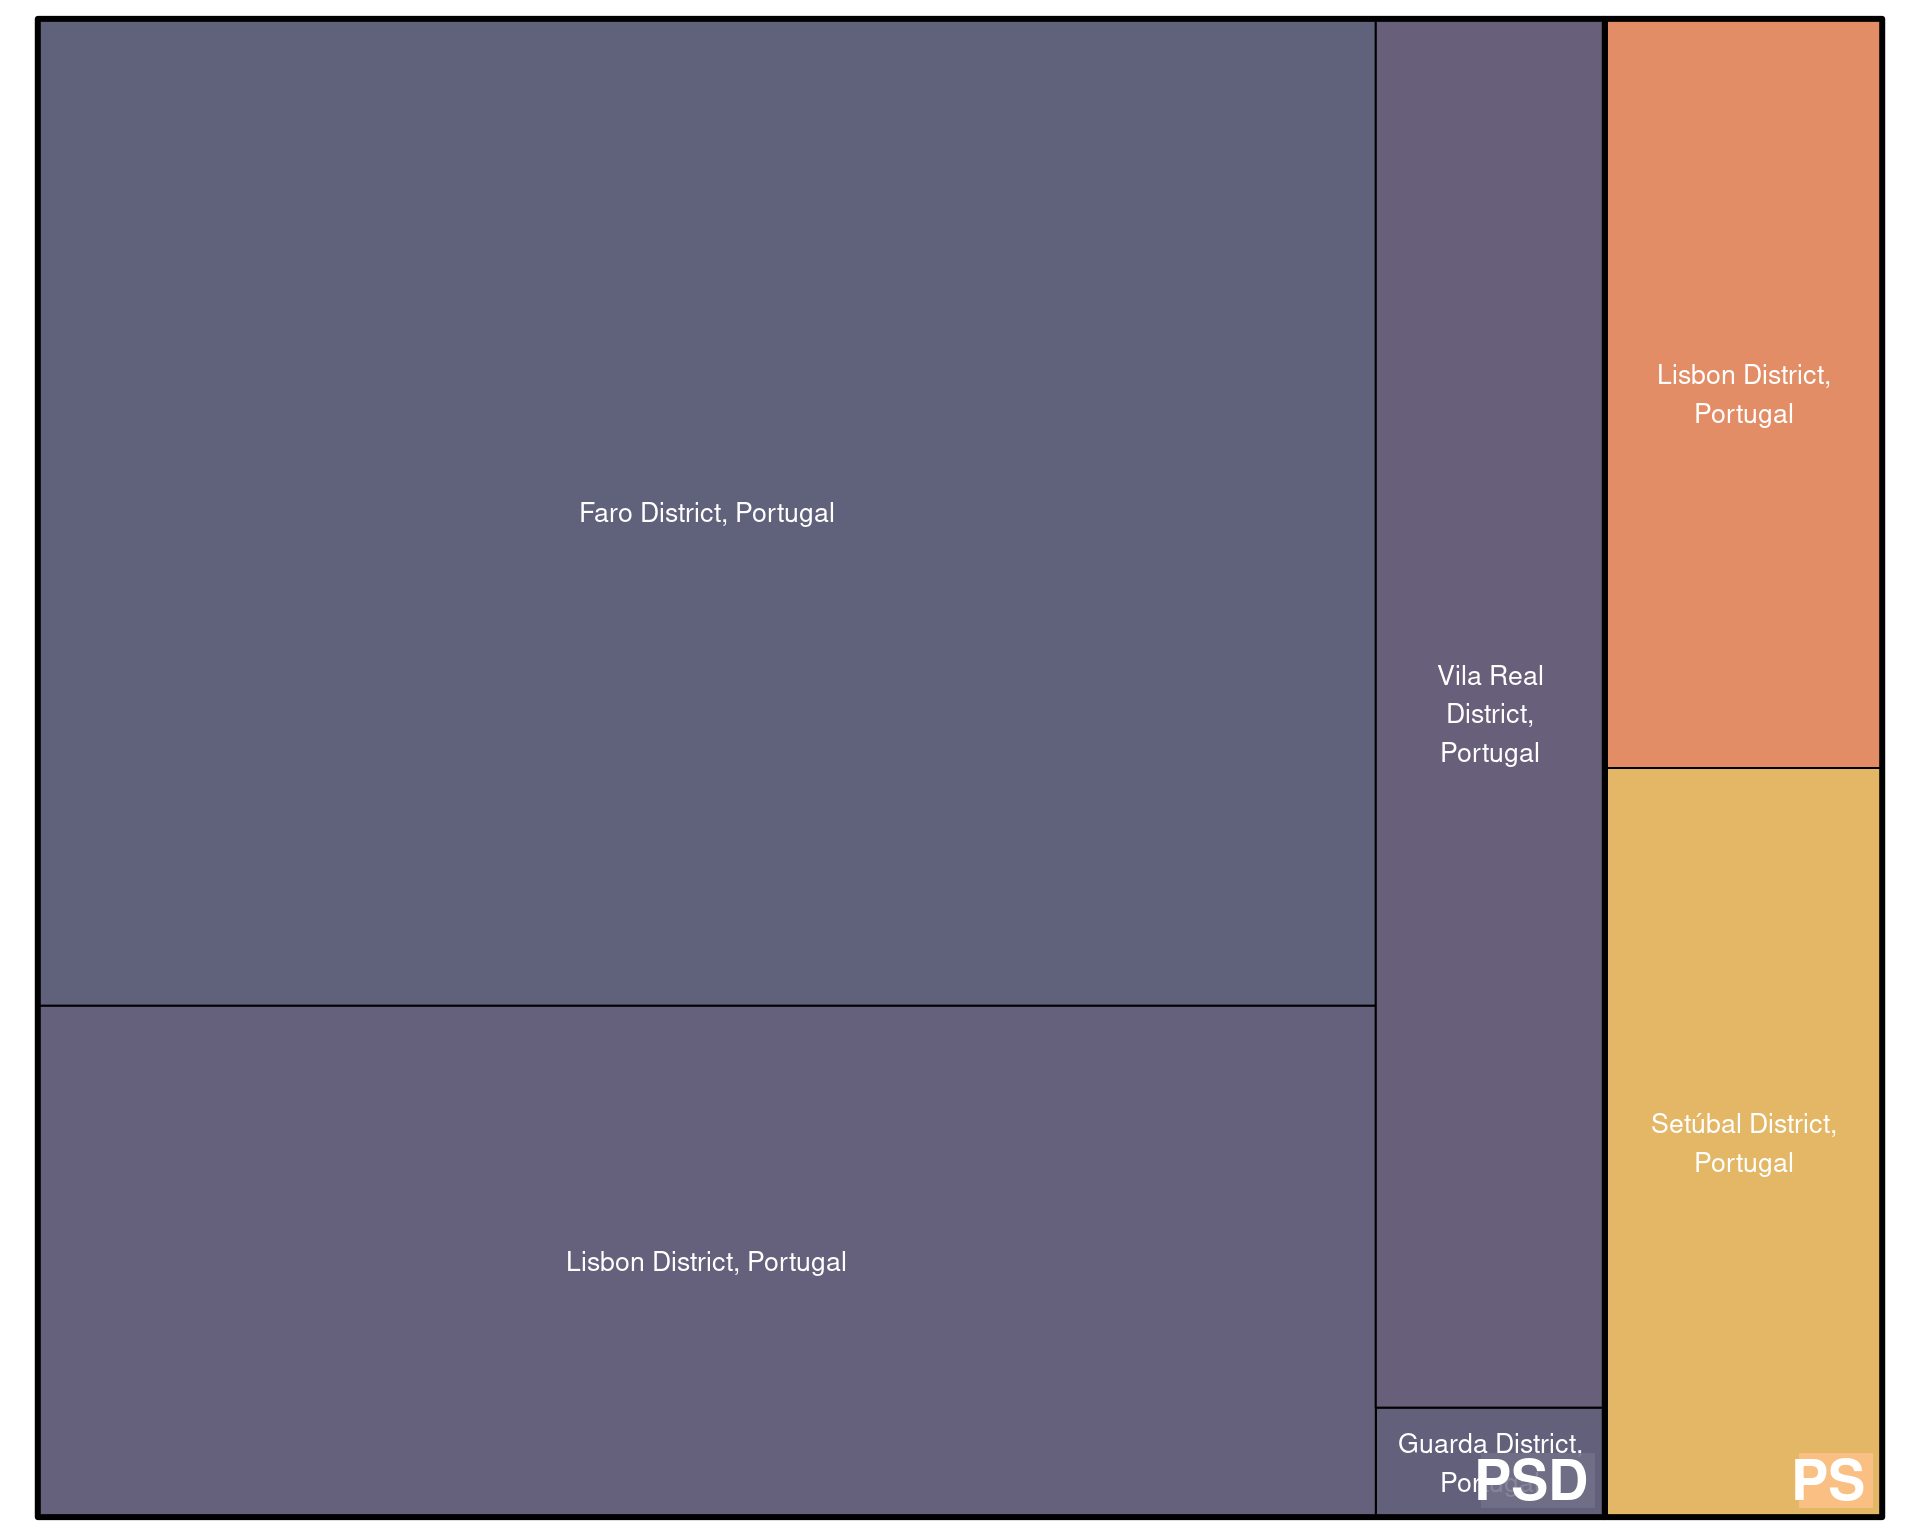 Faro District, Portugal
Lisbon District, Portugal
Vila Real
District,
Portugal
Guarda District,
PSD
Lisbon District,
Portugal
Setúbal District,
Portugal
PS